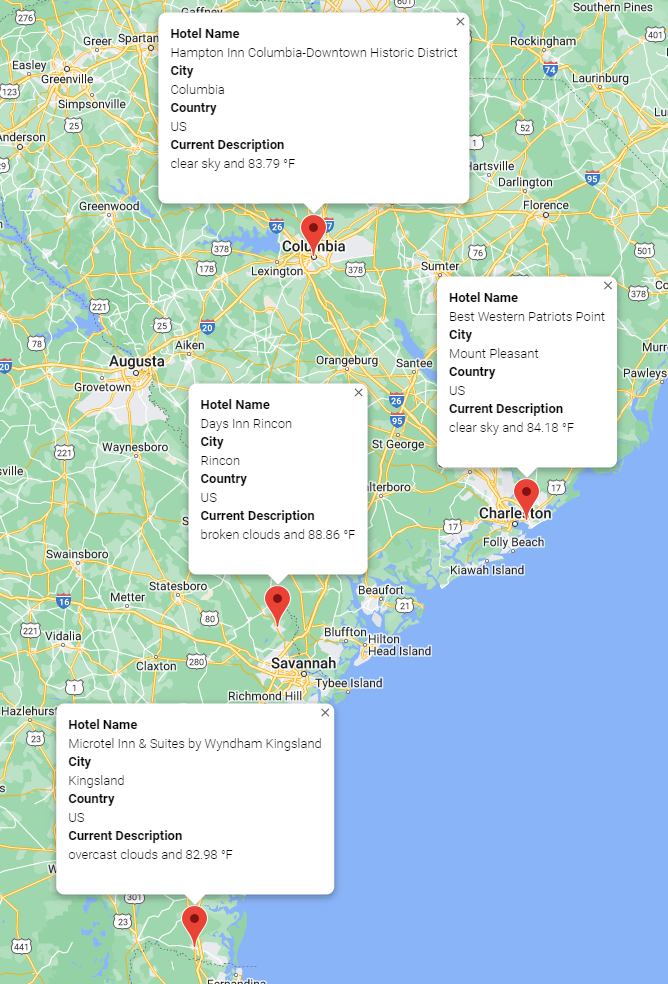 276
Gaffney
601
Southern Pines
Greer
Spartan
Hotel Name
Hampton Inn Columbia-Downtown Historic District
City
Columbia
Country
US
Current Description
clear sky and 83.79 °F
Rockingham
401
74
Easley
Greenville
123
Simpsonville
Laurinburg
25
52
Anderson
1
Hartsville
95
Darlington
Greenwood
Florence
26
378
Columbia
76
501
178
Lexington
378
Sumter
378
221
25
20
78
Aiken
Augusta
20
Grovetown
Orangeburg
Santee
Hotel Name
Best Western Patriots Point
City
Mount Pleasant
Country
US
Current Description
clear sky and 84.18 °F
Pawleys
26
95
St George
Waynesboro
221
Hotel Name
Days Inn Rincon
City
Rincon
Country
US
Current Description
broken clouds and 88.86 °F
alterboro
17
17
Charleston
Folly Beach
Kiawah Island
Swainsboro
Statesboro
Metter
16
80
Beaufort
21
221
Vidalia
Claxton
280
Bluffton
Hilton
Head Island
Savannah
Tybee Island
1
Richmond Hill
Hazlehurst
23
Hotel Name
Microtel Inn & Suites by Wyndham Kingsland
City
Kingsland
Country
US
Current Description
overcast clouds and 82.98 °F
301
23
441
Fernandina